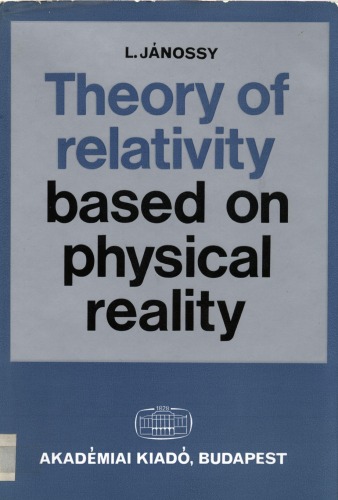 L. JÁNOSSY
Theory of
relativity
based on
physical
reality
1828
AKADÉMIAI KIADÓ, BUDAPEST